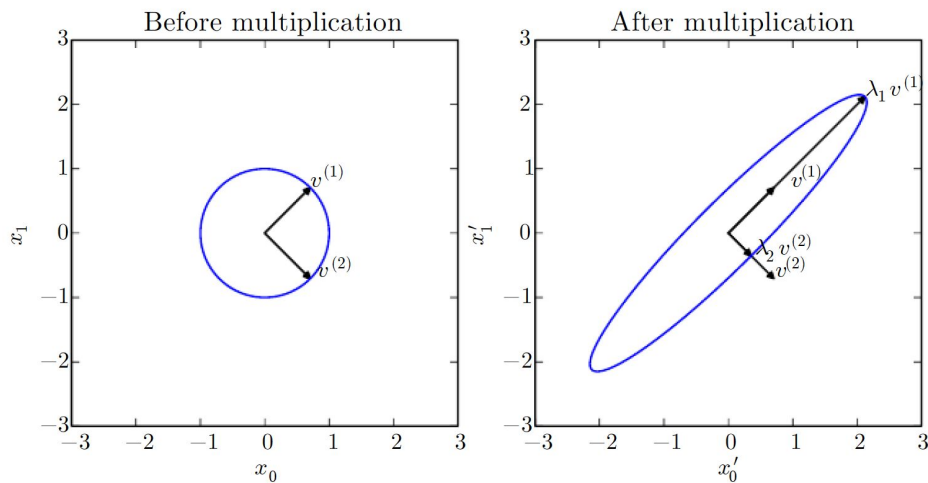 Before multiplication
3
2
1
0
−1
−2
−3
x₁
v⁽¹⁾
v⁽²⁾
−3 −2 −1 0 1 2 3
x₀
After multiplication
3
2
1
0
−1
−2
−3
x′₁
λ₁ v⁽¹⁾
v⁽¹⁾
λ₂ v⁽²⁾
v⁽²⁾
−3 −2 −1 0 1 2 3
x′₀